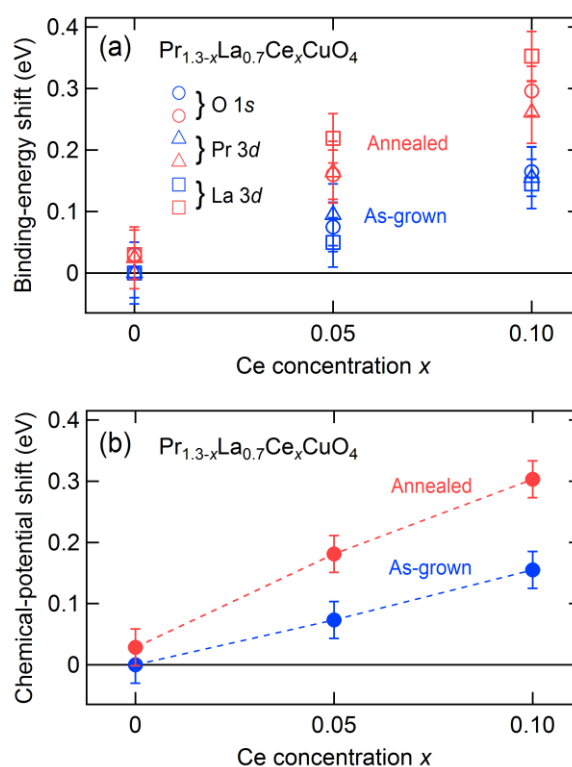 (a) Pr1.3-xLa0.7CexCuO4
Binding-energy shift (eV)
0.4
0.3
0.2
0.1
0
} O 1s
} Pr 3d
} La 3d
Annealed
As-grown
0 0.05 0.10
Ce concentration x
(b) Pr1.3-xLa0.7CexCuO4
Chemical-potential shift (eV)
0.4
0.3
0.2
0.1
0
Annealed
As-grown
0 0.05 0.10
Ce concentration x